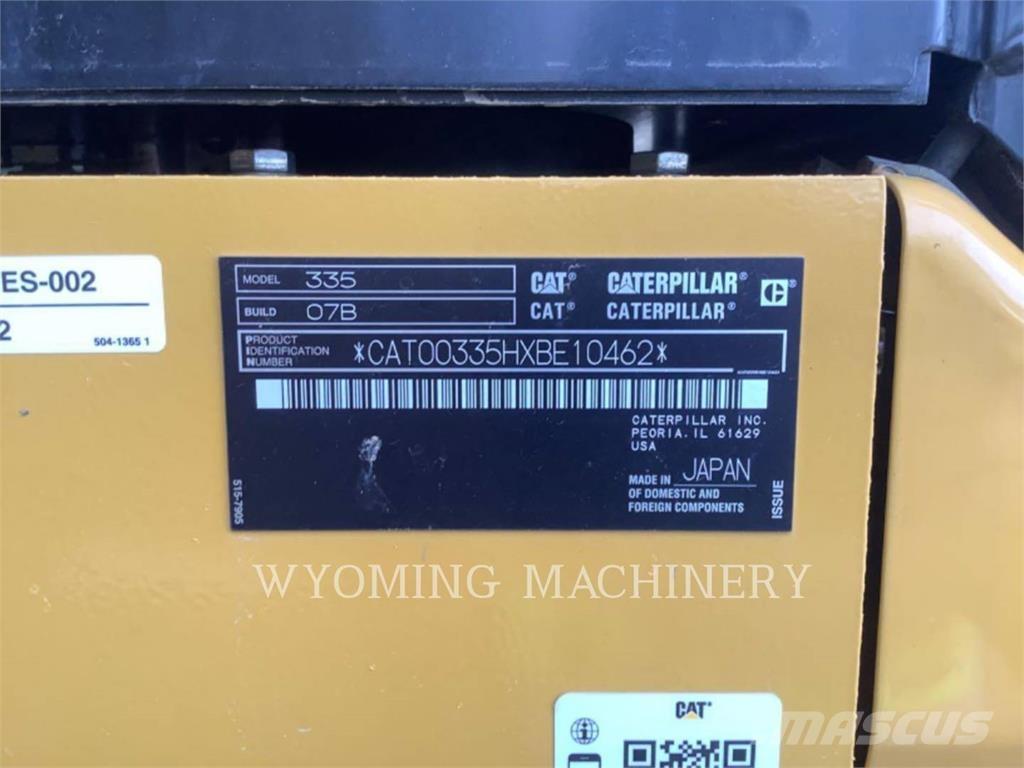 ES-002
2
504-1365 1
MODEL 335
BUILD 07B
CAT® CATERPILLAR®
CAT® CATERPILLAR®
PRODUCT
IDENTIFICATION
NUMBER
*CAT00335HXBE10462*
CATERPILLAR INC.
PEORIA, IL 61629
USA
MADE IN JAPAN
OF DOMESTIC AND
FOREIGN COMPONENTS
515-7905
ISSUE
WYOMING MACHINERY
CAT®
MASCUS